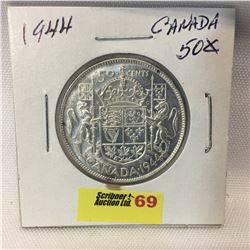 1944
CANADA
50¢
50 CENTS
CANADA 1944
Scribner
Auction Ltd.
69